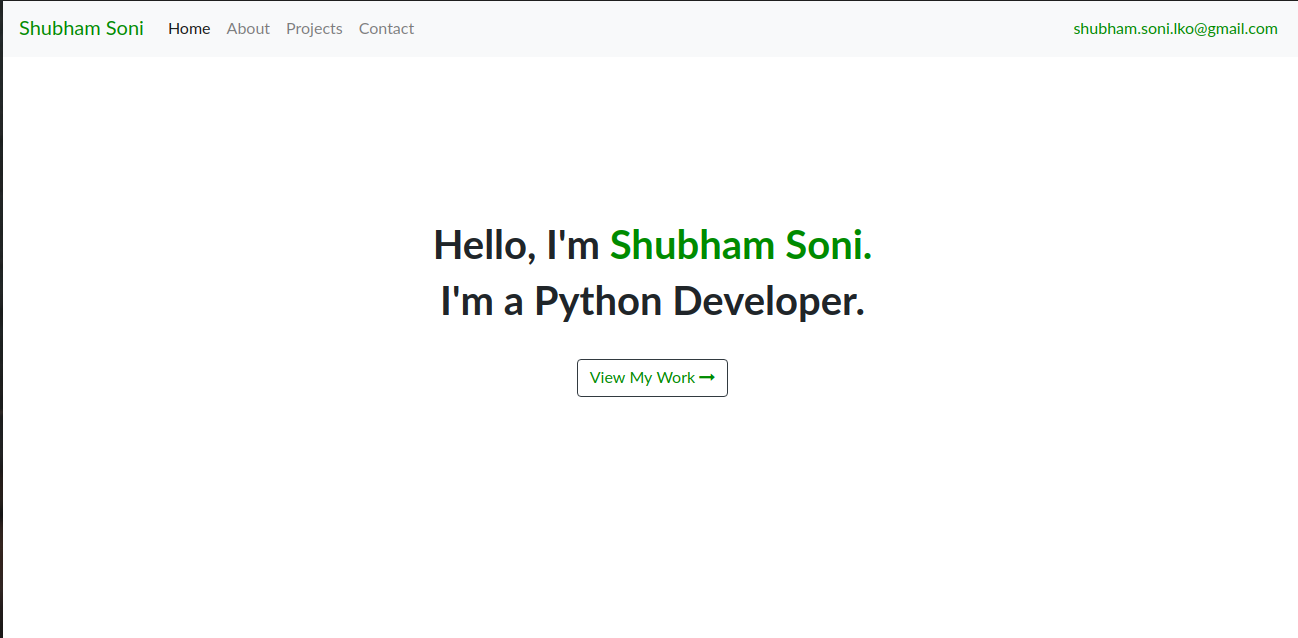 Shubham Soni Home About Projects Contact shubham.soni.lko@gmail.com
Hello, I'm Shubham Soni.
I'm a Python Developer.
View My Work